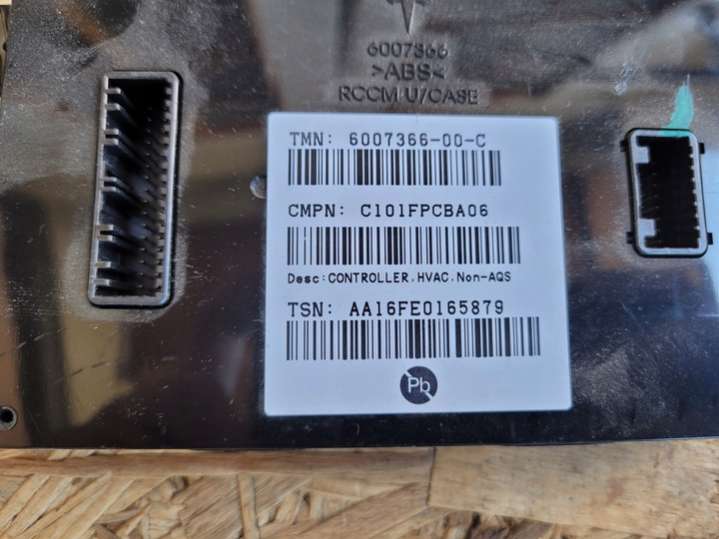 6007366
>ABS<
RCCM U/CASE
TMN: 6007366-00-C
CMPN: C101FPCBA06
Desc:CONTROLLER,HVAC,Non-AQS
TSN: AA16FE0165879
Pb